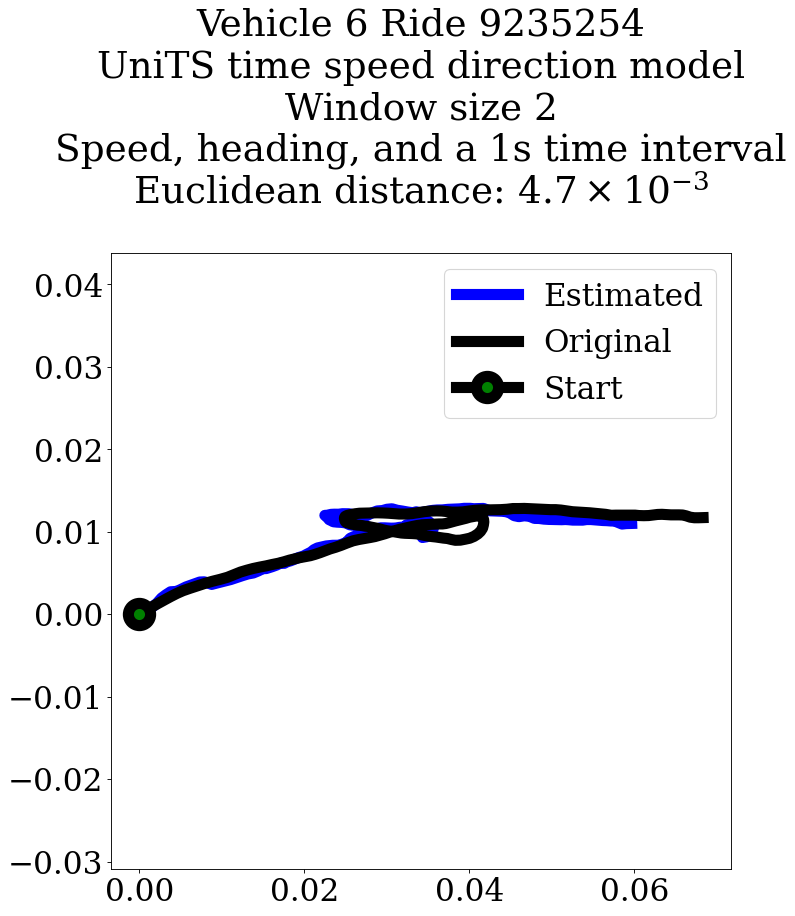 Vehicle 6 Ride 9235254
UniTS time speed direction model
Window size 2
Speed, heading, and a 1s time interval
Euclidean distance: 4.7 × 10⁻³
Estimated
Original
Start
0.04
0.03
0.02
0.01
0.00
−0.01
−0.02
−0.03
0.00 0.02 0.04 0.06